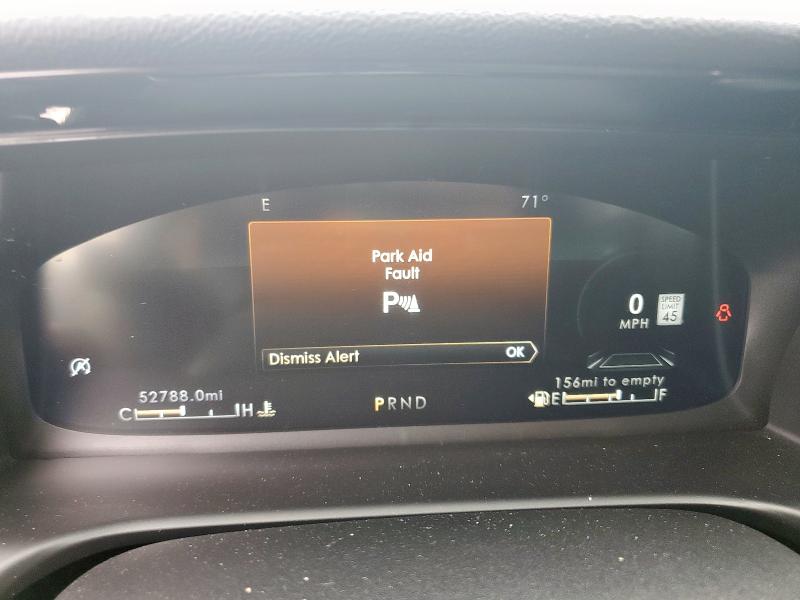 E
71°
Park Aid
Fault
P
Dismiss Alert
OK
0
MPH
SPEED
LIMIT
45
A
52788.0mi
156mi to empty
C
H
PRND
E
F